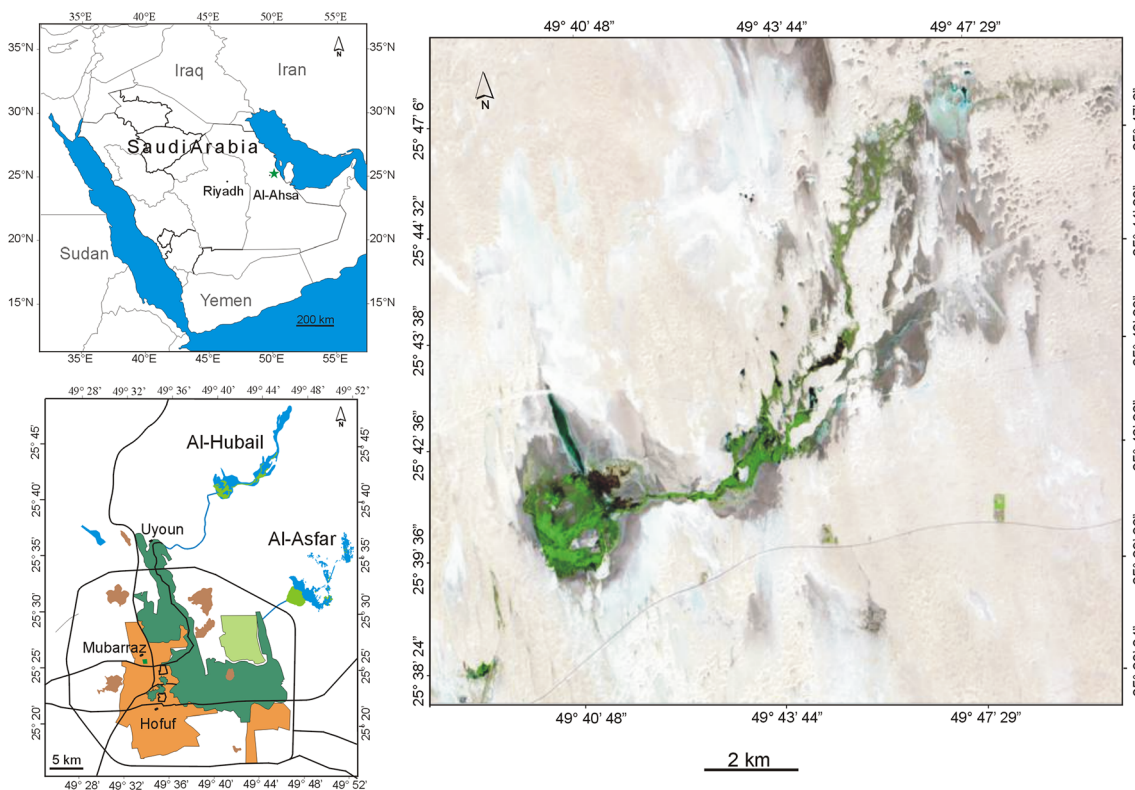 35°E 40°E 45°E 50°E 55°E
35°N 35°N
N
Iraq Iran
30°N 30°N
SaudiArabia
25°N 25°N
Riyadh Al-Ahsa
20°N 20°N
Sudan
15°N 15°N
Yemen
200 km
35°E 40°E 45°E 50°E 55°E
49° 28' 49° 32' 49° 36' 49° 40' 49° 44' 49° 48' 49° 52'
N
25° 45' 25° 45'
Al-Hubail
25° 40' 25° 40'
Uyoun
Al-Asfar
25° 35' 25° 35'
25° 30' 25° 30'
Mubarraz
25° 25' 25° 25'
25° 20' 25° 20'
Hofuf
5 km
49° 28' 49° 32' 49° 36' 49° 40' 49° 44' 49° 48' 49° 52'
49° 40' 48" 49° 43' 44" 49° 47' 29"
N
25° 47' 6"
25° 44' 32"
25° 43' 38"
25° 42' 36"
25° 39' 36"
25° 38' 24"
49° 40' 48" 49° 43' 44" 49° 47' 29"
2 km